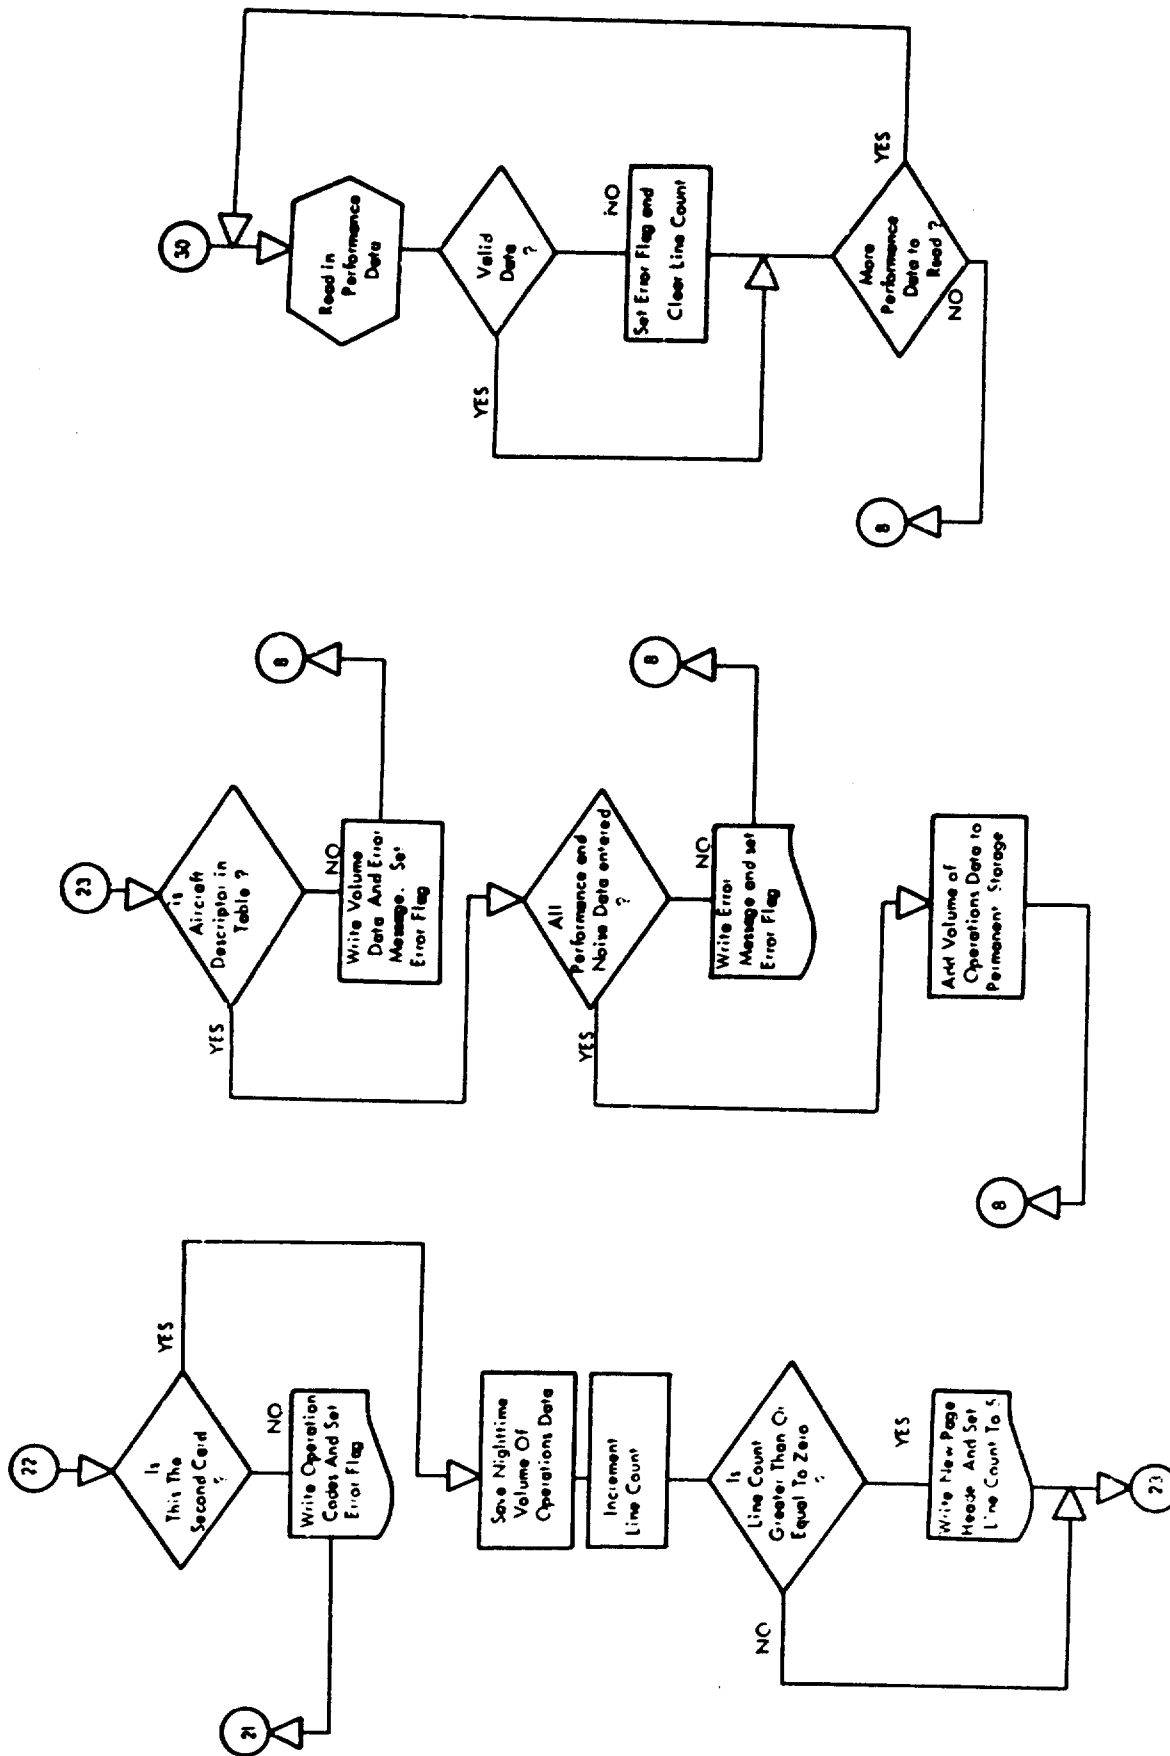 22
Is
This The
Second Card
?
YES
NO
Write Operation
Codes And Set
Error Flag
21
Save Nighttime
Volume Of
Operations Data
Increment
Line Count
Is
Line Count
Greater Than Or
Equal To Zero
?
YES
NO
Write New Page
Heade And Set
Line Count To
23
23
Is
Aircraft
Descriptor in
Table ?
YES
NO
Write Volume
Data And Error
Message. Set
Error Flag
8
All
Performance and
Noise Data entered
?
YES
NO
Write Error
Message and set
Error Flag
8
Add Volume of
Operations Data to
Permanent Storage
8
30
Read in
Performance
Data
Valid
Data
?
YES
NO
Set Error Flag and
Clear Line Count
More
Performance
Data to
Read ?
YES
NO
8